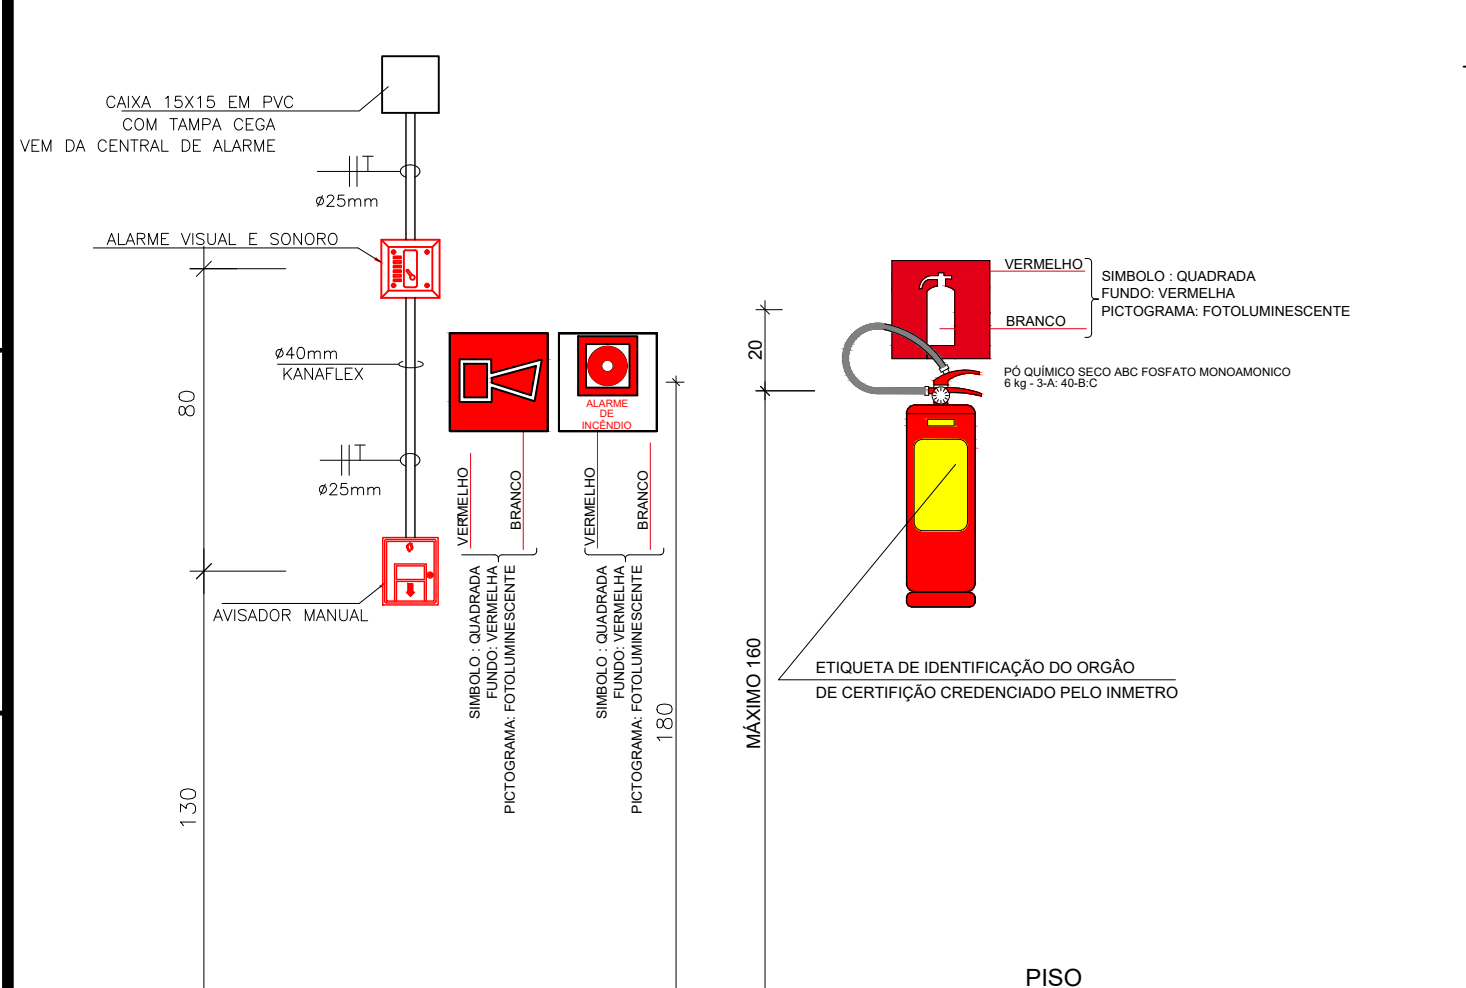 CAIXA 15X15 EM PVC
COM TAMPA CEGA
VEM DA CENTRAL DE ALARME
T
ø25mm
ALARME VISUAL E SONORO
80
ø40mm
KANAFLEX
T
ø25mm
AVISADOR MANUAL
130
ALARME
DE
INCÊNDIO
VERMELHO
BRANCO
SIMBOLO : QUADRADA
FUNDO: VERMELHA
PICTOGRAMA: FOTOLUMINESCENTE
VERMELHO
BRANCO
SIMBOLO : QUADRADA
FUNDO: VERMELHA
PICTOGRAMA: FOTOLUMINESCENTE
180
20
MÁXIMO 160
VERMELHO
BRANCO
SIMBOLO : QUADRADA
FUNDO: VERMELHA
PICTOGRAMA: FOTOLUMINESCENTE
PÓ QUÍMICO SECO ABC FOSFATO MONOAMONICO
6 kg - 3-A: 40-B:C
ETIQUETA DE IDENTIFICAÇÃO DO ORGÂO
DE CERTIFIÇÃO CREDENCIADO PELO INMETRO
PISO